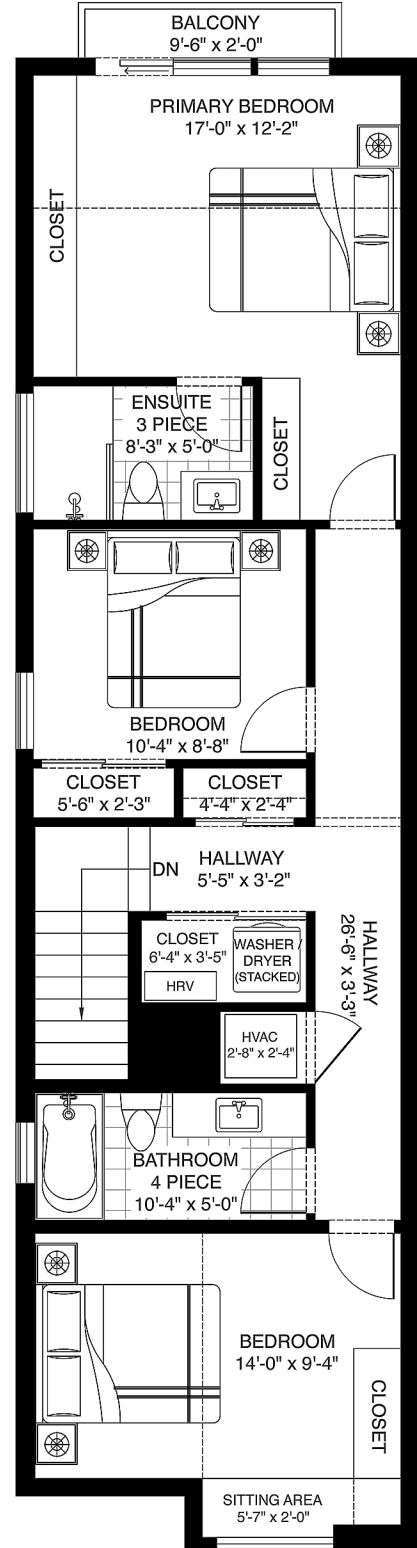 BALCONY
9'-6" x 2'-0"
PRIMARY BEDROOM
17'-0" x 12'-2"
CLOSET
ENSUITE
3 PIECE
8'-3" x 5'-0"
CLOSET
BEDROOM
10'-4" x 8'-8"
CLOSET
5'-6" x 2'-3"
CLOSET
4'-4" x 2'-4"
DN
HALLWAY
5'-5" x 3'-2"
HALLWAY
26'-6" x 3'-3"
CLOSET
6'-4" x 3'-5"
HRV
WASHER /
DRYER
(STACKED)
HVAC
2'-8" x 2'-4"
BATHROOM
4 PIECE
10'-4" x 5'-0"
BEDROOM
14'-0" x 9'-4"
CLOSET
SITTING AREA
5'-7" x 2'-0"